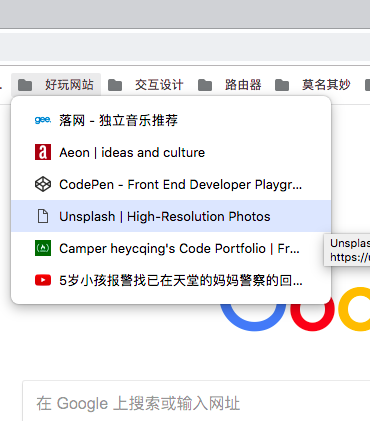 好玩网站 交互设计 路由器 莫名其妙
gee. 落网 - 独立音乐推荐
a Aeon | ideas and culture
CodePen - Front End Developer Playgr...
Unsplash | High-Resolution Photos
Camper heycqing's Code Portfolio | Fr...
Unsplas
https://u
5岁小孩报警找已在天堂的妈妈警察的回...
在 Google 上搜索或输入网址